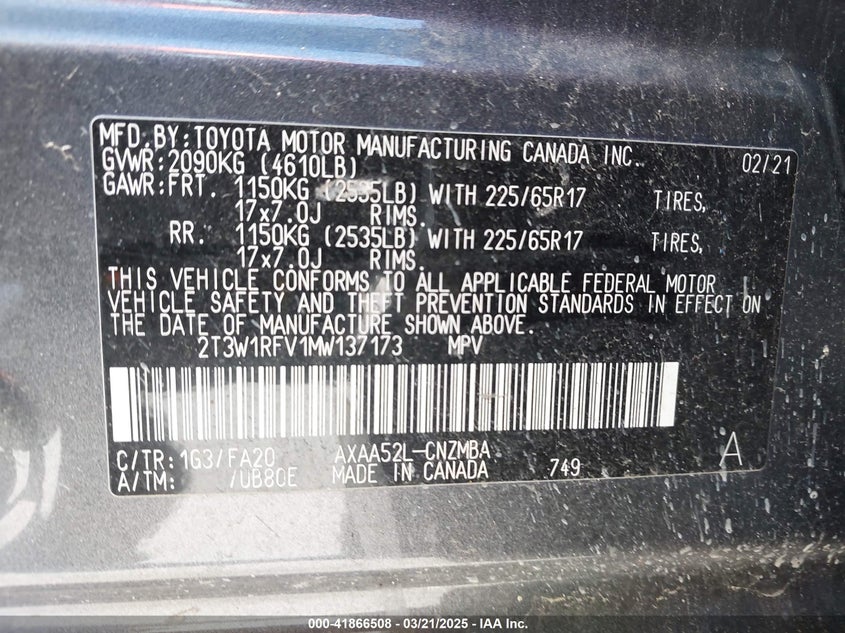 MFD. BY: TOYOTA MOTOR MANUFACTURING CANADA INC. 02/21
GVWR: 2090KG (4610LB)
GAWR: FRT. 1150KG (2535LB) WITH 225/65R17 TIRES,
17x7.0J RIMS.
RR. 1150KG (2535LB) WITH 225/65R17 TIRES,
17x7.0J RIMS.
THIS VEHICLE CONFORMS TO ALL APPLICABLE FEDERAL MOTOR
VEHICLE SAFETY AND THEFT PREVENTION STANDARDS IN EFFECT ON
THE DATE OF MANUFACTURE SHOWN ABOVE.
2T3W1RFV1MW137173 MPV
C/TR: 1G3/FA20 AXAA52L-CNZMBA A
A/TM: /UB80E MADE IN CANADA 749
000-41866508 - 03/21/2025 - IAA Inc.